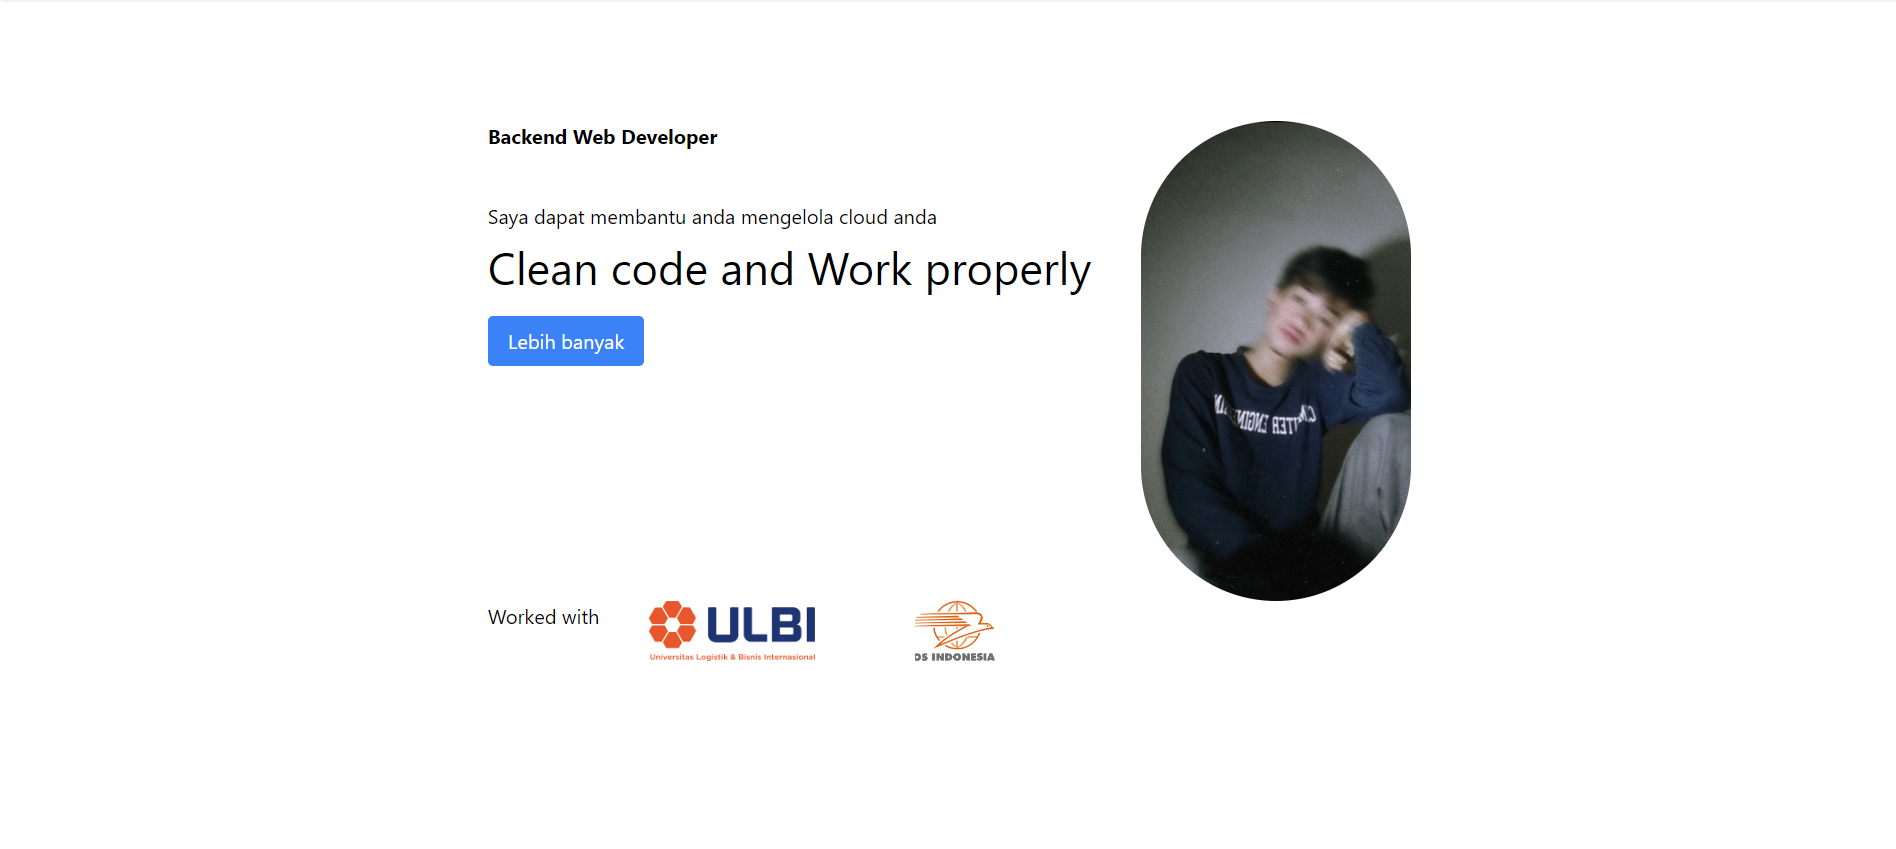 Backend Web Developer
Saya dapat membantu anda mengelola cloud anda
Clean code and Work properly
Lebih banyak
Worked with
ULBI
Universitas Logistik & Bisnis Internasional
OS INDONESIA